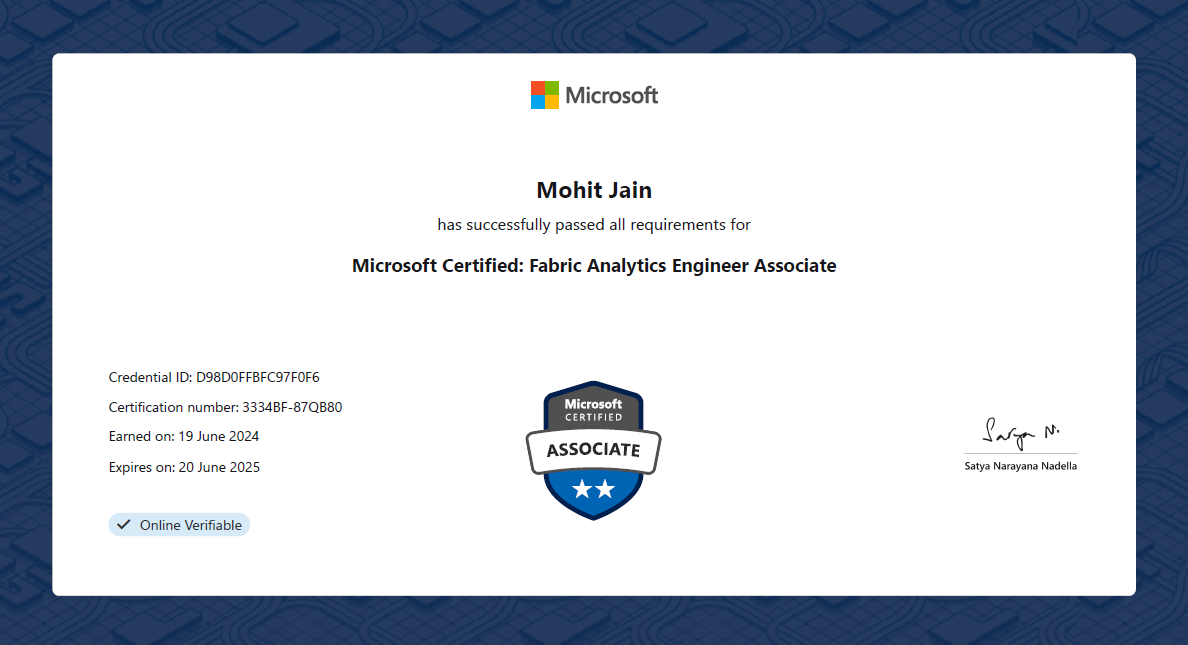 Microsoft
Mohit Jain
has successfully passed all requirements for
Microsoft Certified: Fabric Analytics Engineer Associate
Credential ID: D98D0FFBFC97F0F6
Certification number: 3334BF-87QB80
Earned on: 19 June 2024
Expires on: 20 June 2025
Online Verifiable
Microsoft
CERTIFIED
ASSOCIATE
Satya N.
Satya Narayana Nadella